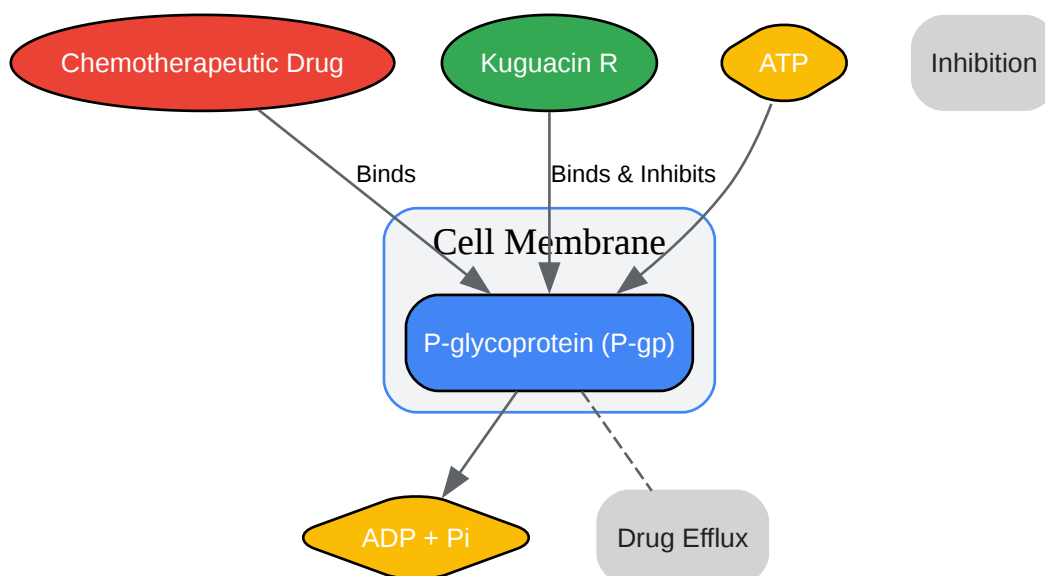 Chemotherapeutic Drug
Kuguacin R
ATP
Inhibition
Binds
Binds & Inhibits
Cell Membrane
P-glycoprotein (P-gp)
ADP + Pi
Drug Efflux